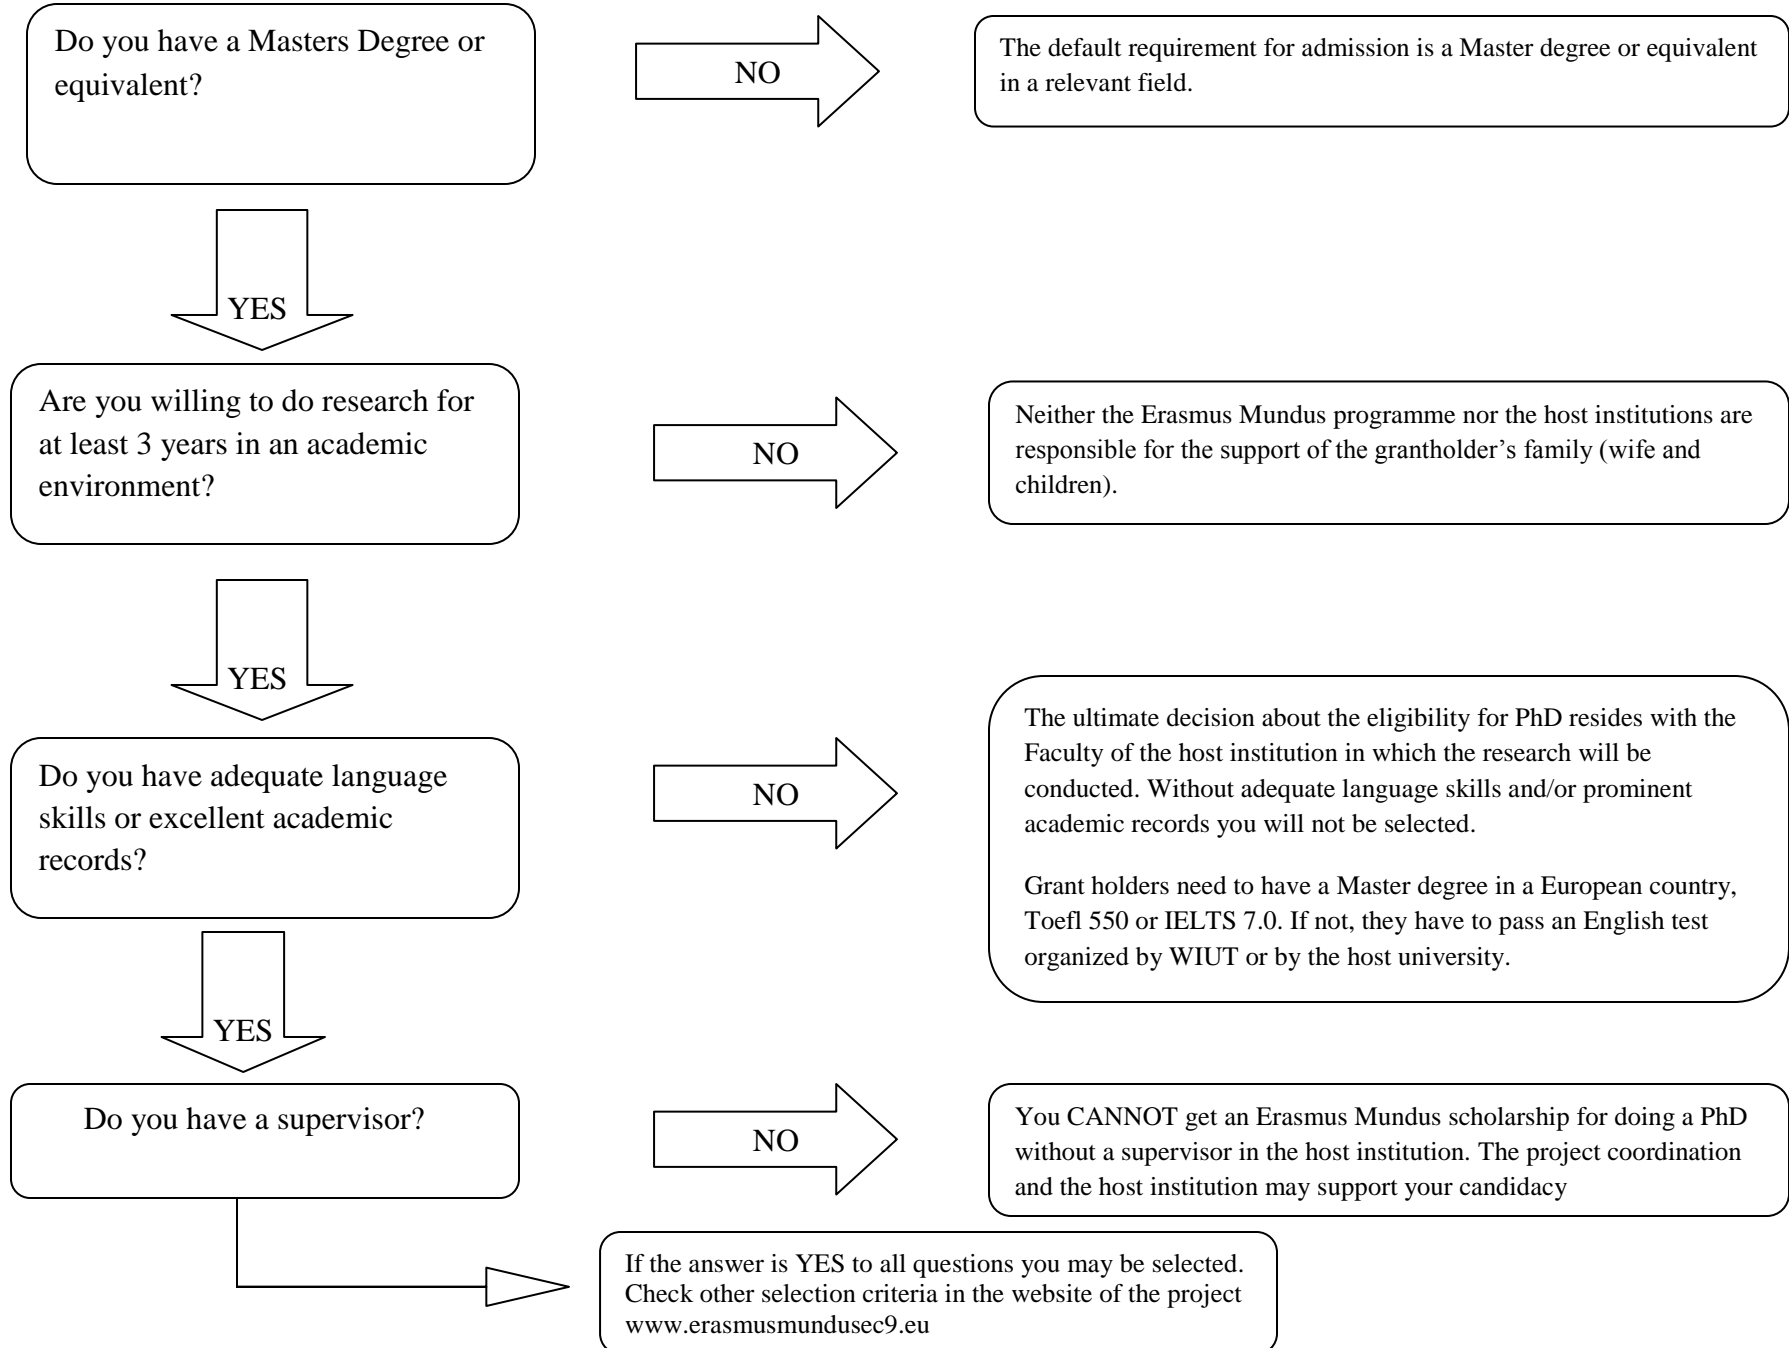 Do you have a Masters Degree or
equivalent?
NO
The default requirement for admission is a Master degree or equivalent
in a relevant field.
YES
Are you willing to do research for
at least 3 years in an academic
environment?
NO
Neither the Erasmus Mundus programme nor the host institutions are
responsible for the support of the grantholder’s family (wife and
children).
YES
Do you have adequate language
skills or excellent academic
records?
NO
The ultimate decision about the eligibility for PhD resides with the
Faculty of the host institution in which the research will be
conducted. Without adequate language skills and/or prominent
academic records you will not be selected.
Grant holders need to have a Master degree in a European country,
Toefl 550 or IELTS 7.0. If not, they have to pass an English test
organized by WIUT or by the host university.
YES
Do you have a supervisor?
NO
You CANNOT get an Erasmus Mundus scholarship for doing a PhD
without a supervisor in the host institution. The project coordination
and the host institution may support your candidacy
If the answer is YES to all questions you may be selected.
Check other selection criteria in the website of the project
www.erasmusmundusec9.eu